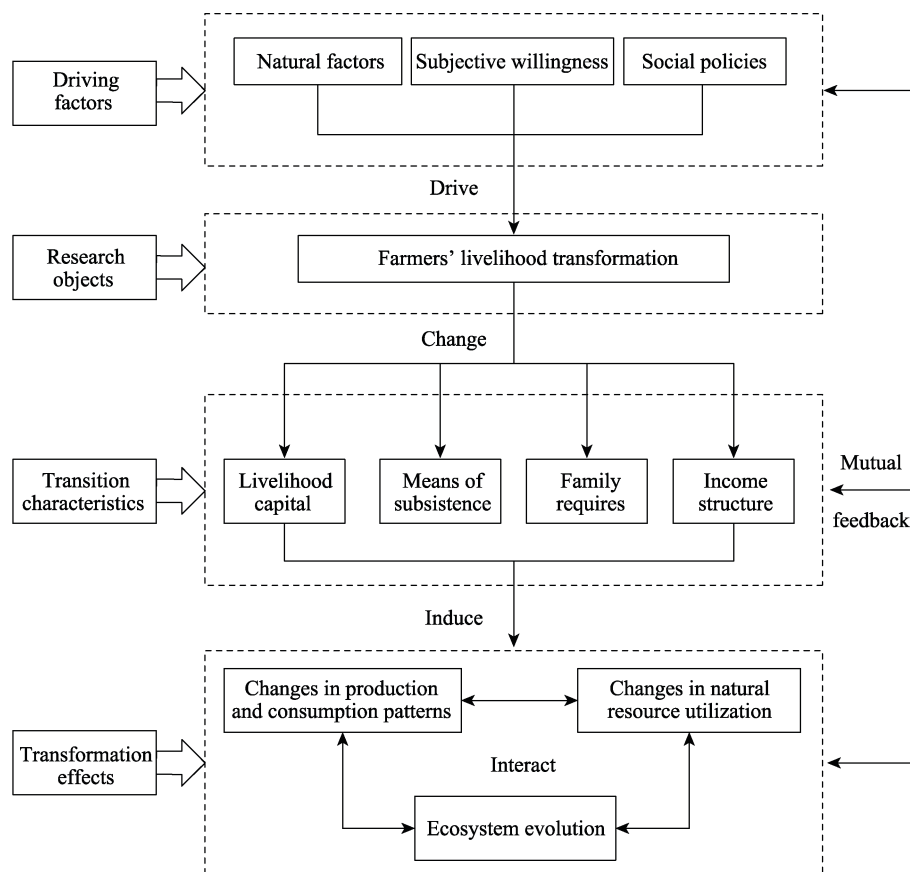 Driving
factors
Natural factors
Subjective willingness
Social policies
Drive
Research
objects
Farmers’ livelihood transformation
Change
Transition
characteristics
Livelihood
capital
Means of
subsistence
Family
requires
Income
structure
Mutual
feedback
Induce
Transformation
effects
Changes in production
and consumption patterns
Changes in natural
resource utilization
Interact
Ecosystem evolution